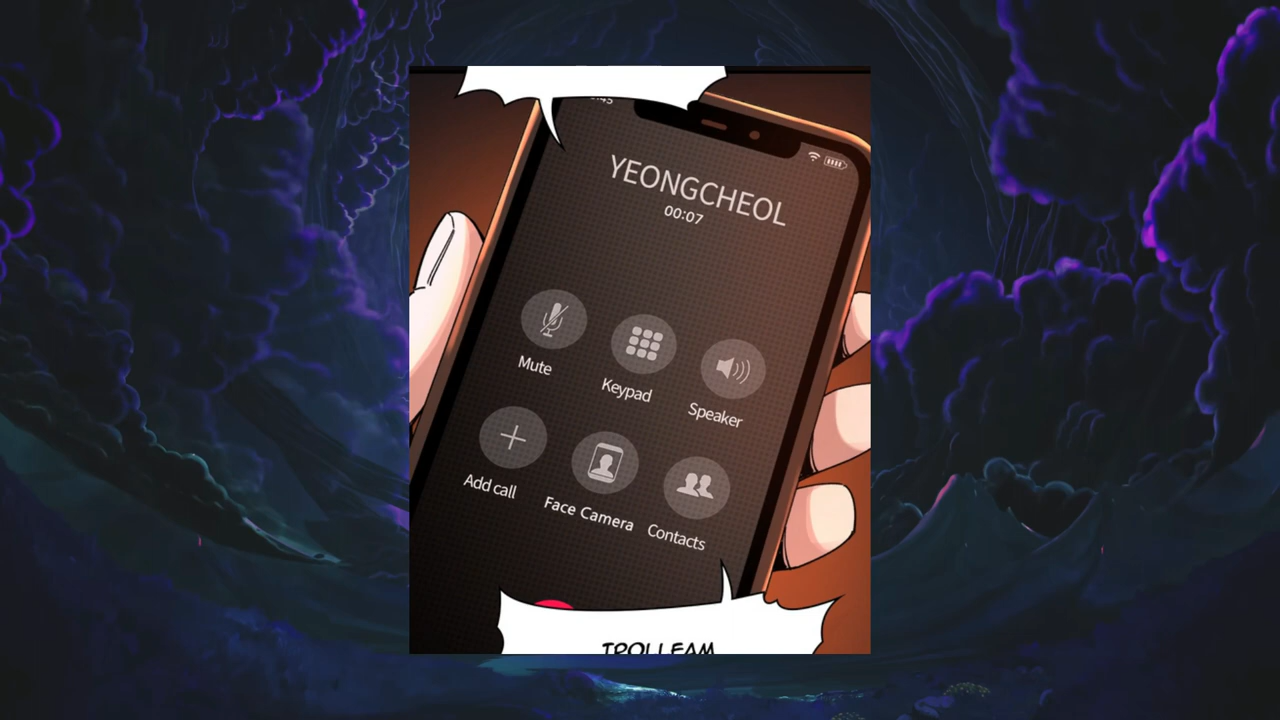 YEONGCHEOL
00:07
Mute
Keypad
Speaker
Add call
Face Camera
Contacts